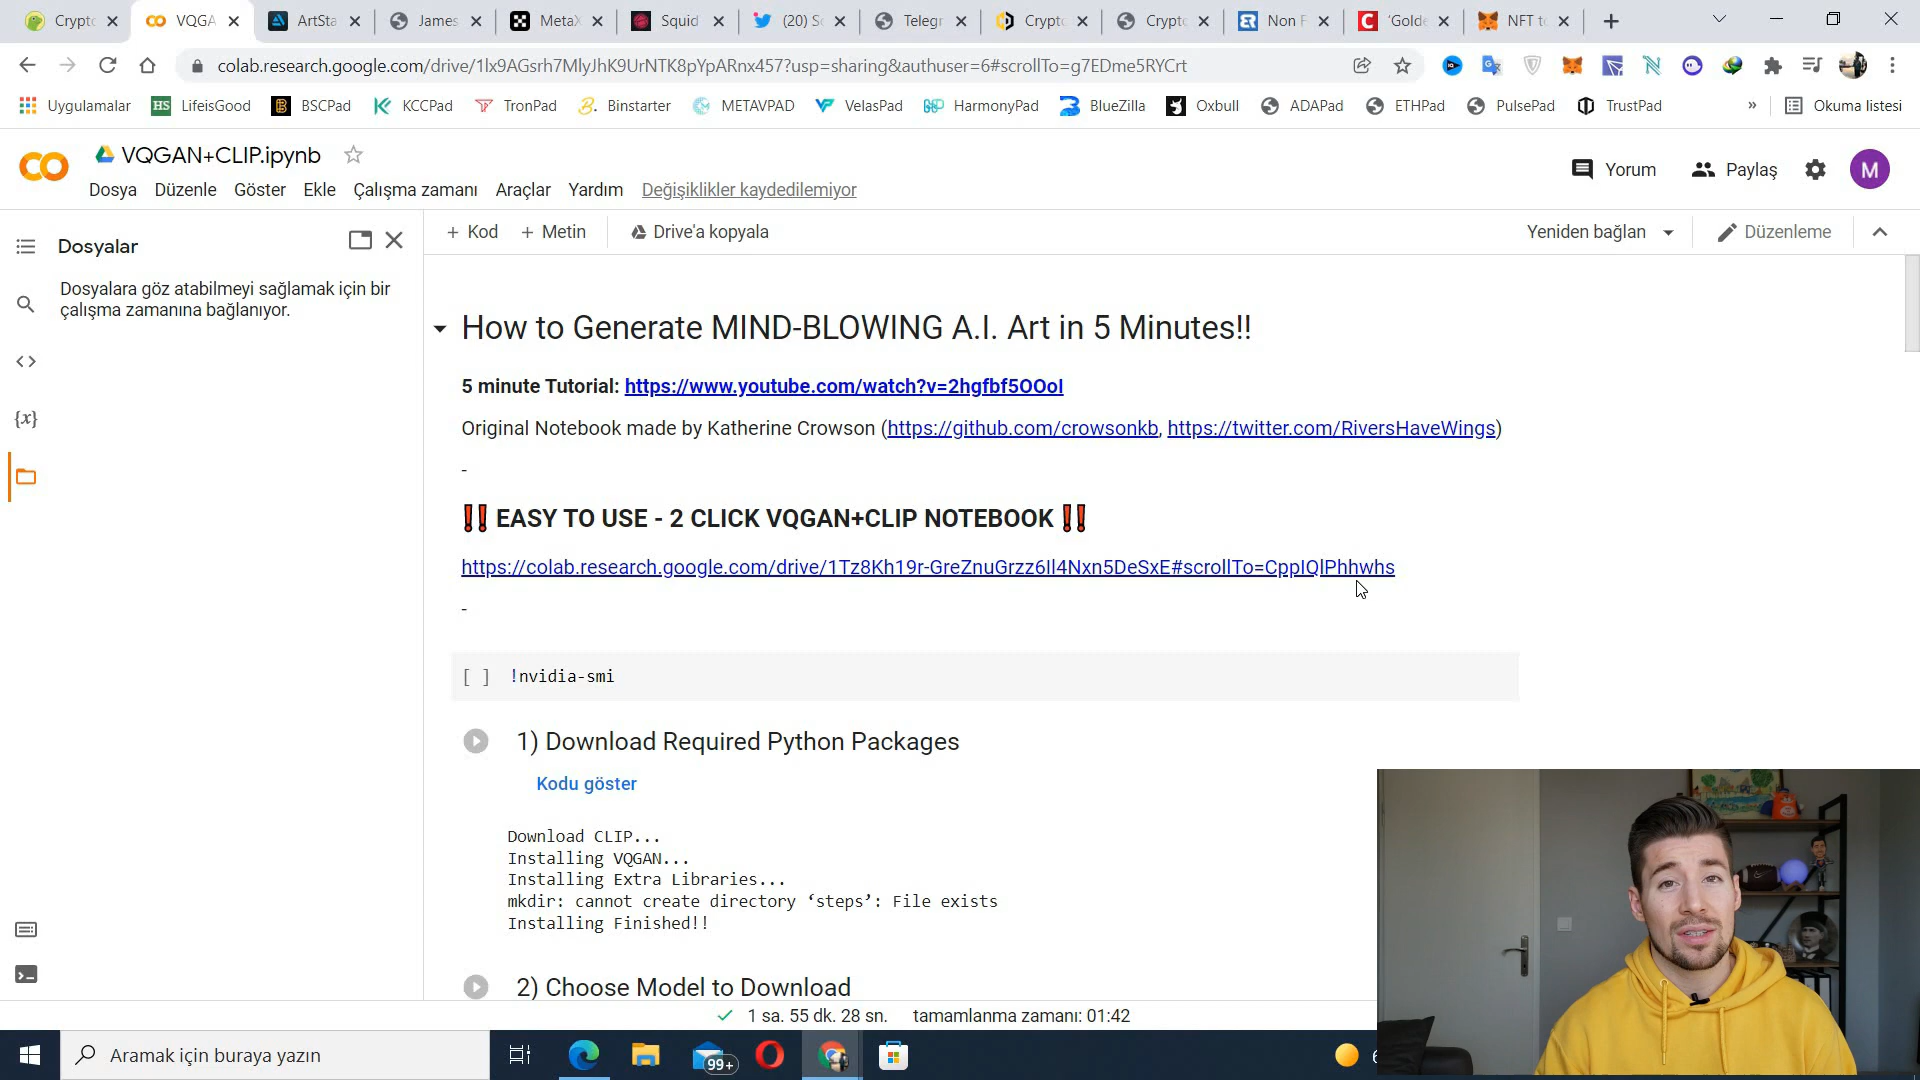 Crypto
VQGA
ArtSta
James
MetaX
Squid
(20) Sc
Telegr
Crypto
Crypto
Non F
'Golde
NFT to
colab.research.google.com/drive/1lx9AGsrh7MlyJhK9UrNTK8pYpARnx457?usp=sharing&authuser=6#scrollTo=g7EDme5RYCrt
Uygulamalar
LifeisGood
BSCPad
KCCPad
TronPad
Binstarter
METAVPAD
VelasPad
HarmonyPad
BlueZilla
Oxbull
ADAPad
ETHPad
PulsePad
TrustPad
»
Okuma listesi
VQGAN+CLIP.ipynb
Dosya Düzenle Göster Ekle Çalışma zamanı Araçlar Yardım Değişiklikler kaydedilemiyor
Yorum
Paylaş
M
Dosyalar
Dosyalara göz atabilmeyi sağlamak için bir
çalışma zamanına bağlanıyor.
+ Kod + Metin
Drive'a kopyala
Yeniden bağlan
Düzenleme
How to Generate MIND-BLOWING A.I. Art in 5 Minutes!!
5 minute Tutorial: https://www.youtube.com/watch?v=2hgfbf5OOoI
Original Notebook made by Katherine Crowson (https://github.com/crowsonkb, https://twitter.com/RiversHaveWings)
-
‼️ EASY TO USE - 2 CLICK VQGAN+CLIP NOTEBOOK ‼️
https://colab.research.google.com/drive/1Tz8Kh19r-GreZnuGrzz6Il4Nxn5DeSxE#scrollTo=CppIQlPhhwhs
-
[ ] !nvidia-smi
1) Download Required Python Packages
Kodu göster
Download CLIP...
Installing VQGAN...
Installing Extra Libraries...
mkdir: cannot create directory ‘steps’: File exists
Installing Finished!!
2) Choose Model to Download
1 sa. 55 dk. 28 sn. tamamlanma zamanı: 01:42
Aramak için buraya yazın
99+